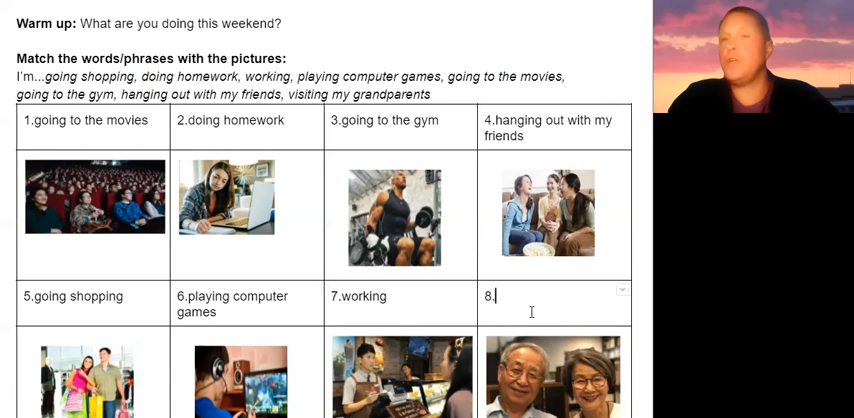 Warm up: What are you doing this weekend?
Match the words/phrases with the pictures:
I'm...going shopping, doing homework, working, playing computer games, going to the movies,
going to the gym, hanging out with my friends, visiting my grandparents
1.going to the movies
2.doing homework
3.going to the gym
4.hanging out with my
friends
5.going shopping
6.playing computer
games
7.working
8.